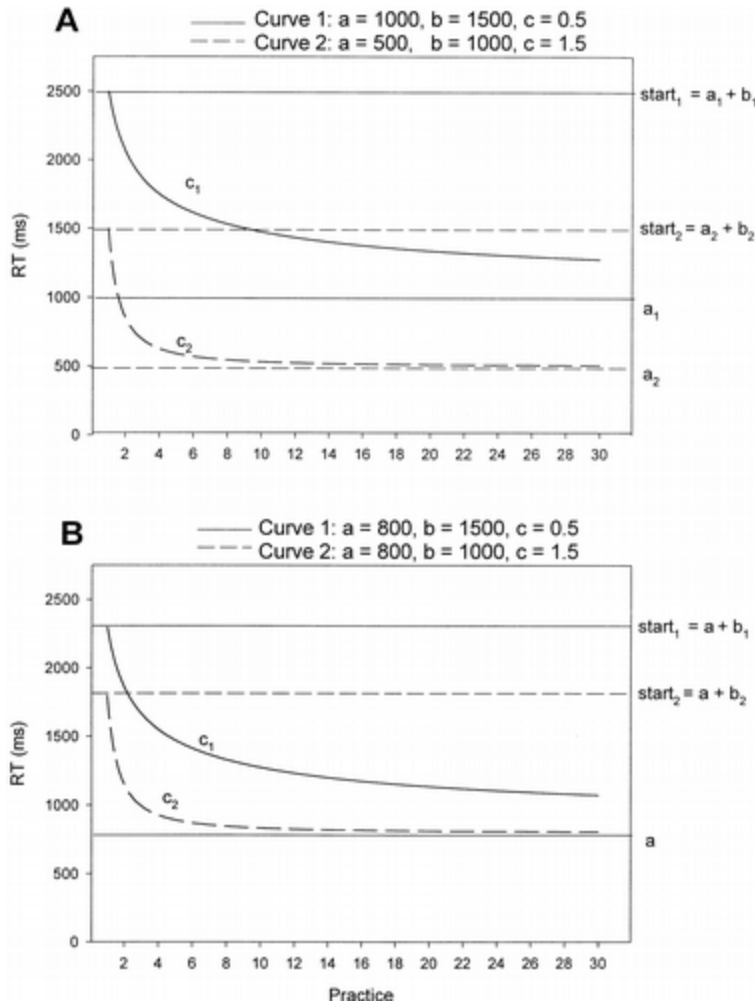 A
Curve 1: a = 1000, b = 1500, c = 0.5
Curve 2: a = 500, b = 1000, c = 1.5
2500
2000
1500
1000
500
0
RT (ms)
c1
c2
start1 = a1 + b1
start2 = a2 + b2
a1
a2
2 4 6 8 10 12 14 16 18 20 22 24 26 28 30
B
Curve 1: a = 800, b = 1500, c = 0.5
Curve 2: a = 800, b = 1000, c = 1.5
2500
2000
1500
1000
500
0
RT (ms)
c1
c2
start1 = a + b1
start2 = a + b2
a
2 4 6 8 10 12 14 16 18 20 22 24 26 28 30
Practice